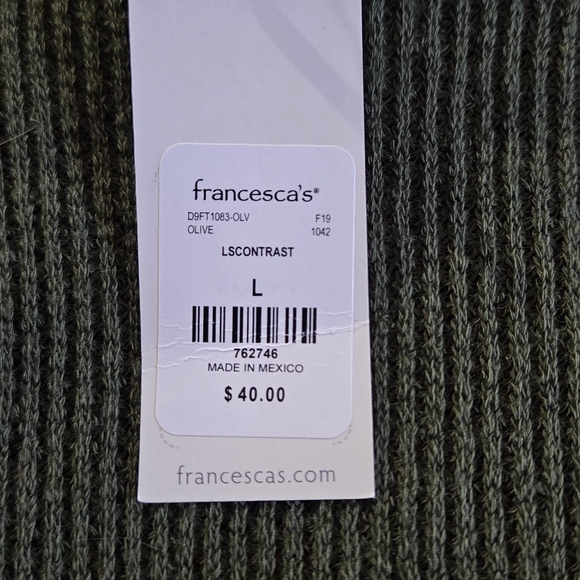 francesca's®
D9FT1083-OLV F19
OLIVE 1042
LSCONTRAST
L
762746
MADE IN MEXICO
$ 40.00
francescas.com